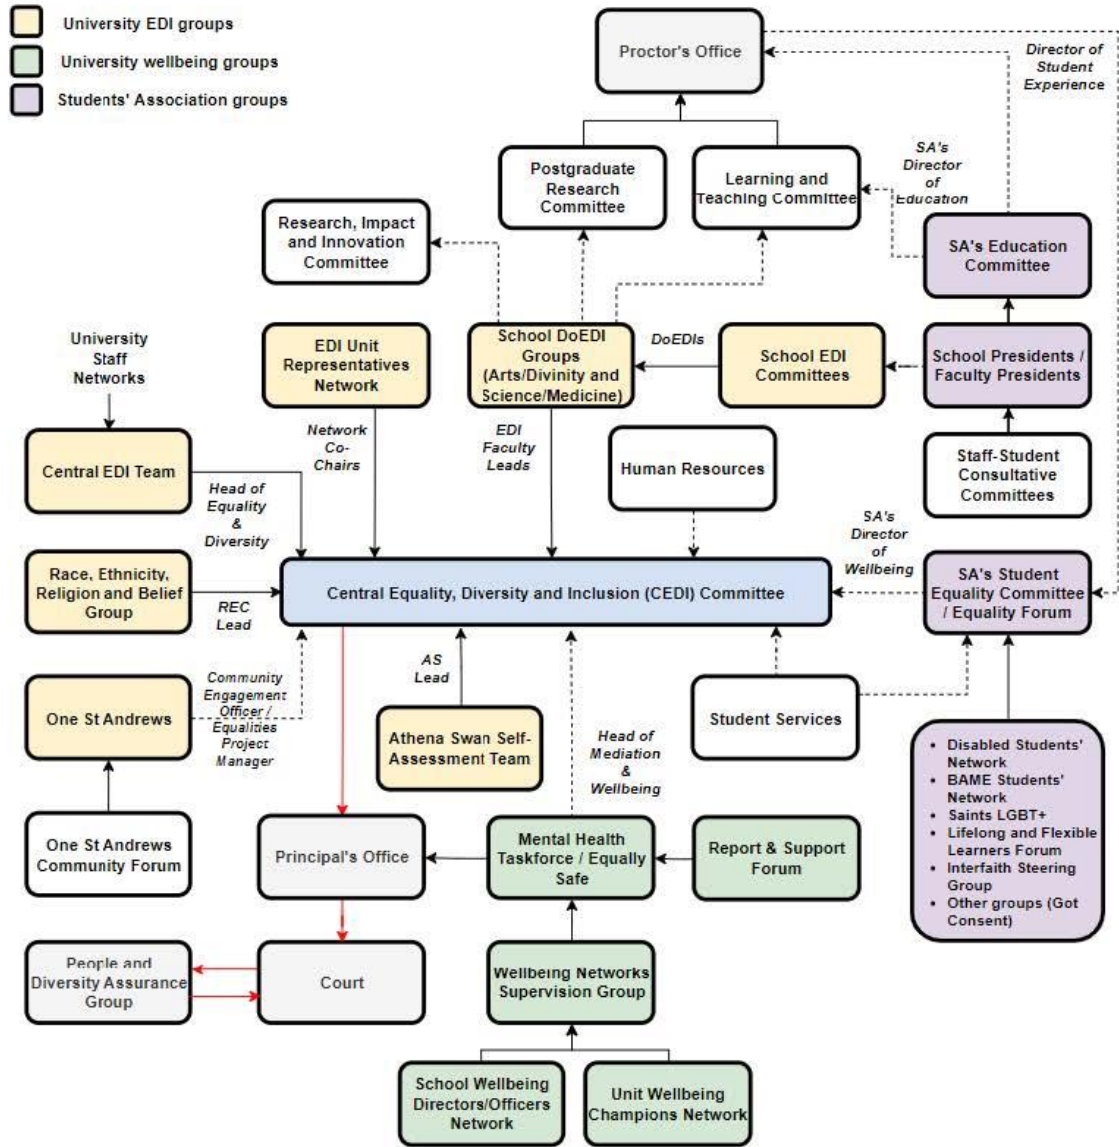 University EDI groups
University wellbeing groups
Students' Association groups
Proctor's Office
Director of
Student
Experience
Postgraduate
Research
Committee
Learning and
Teaching Committee
SA's
Director
of
Education
Research, Impact
and Innovation
Committee
SA's Education
Committee
University
Staff
Networks
EDI Unit
Representatives
Network
School DoEDI
Groups
(Arts/Divinity and
Science/Medicine)
DoEDIs
School EDI
Committees
School Presidents /
Faculty Presidents
Central EDI Team
Head of
Equality
&
Diversity
Network
Co-
Chairs
EDI
Faculty
Leads
Human Resources
Staff-Student
Consultative
Committees
Race, Ethnicity,
Religion and Belief
Group
REC
Lead
Central Equality, Diversity and Inclusion (CEDI) Committee
SA's
Director
of
Wellbeing
SA's Student
Equality Committee
/ Equality Forum
One St Andrews
Community
Engagement
Officer /
Equalities
Project
Manager
AS
Lead
Athena Swan Self-
Assessment Team
Head of
Mediation
&
Wellbeing
Student Services
• Disabled Students'
Network
• BAME Students'
Network
• Saints LGBT+
• Lifelong and Flexible
Learners Forum
• Interfaith Steering
Group
• Other groups (Got
Consent)
One St Andrews
Community Forum
Principal's Office
Mental Health
Taskforce / Equally
Safe
Report & Support
Forum
People and
Diversity Assurance
Group
Court
Wellbeing Networks
Supervision Group
School Wellbeing
Directors/Officers
Network
Unit Wellbeing
Champions Network